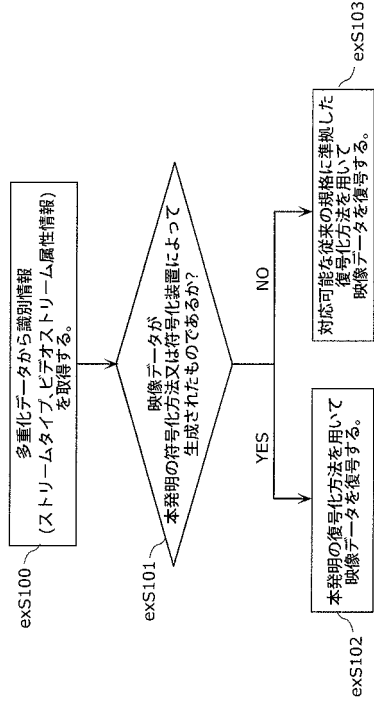 exS100
多重化データから識別情報
(ストリームタイプ、ビデオストリーム属性情報)
を取得する。
exS101
映像データが
本発明の符号化方法又は符号化装置によって
生成されたものであるか?
YES
NO
exS102
本発明の復号化方法を用いて
映像データを復号する。
exS103
対応可能な従来の規格に準拠した
復号化方法を用いて
映像データを復号する。